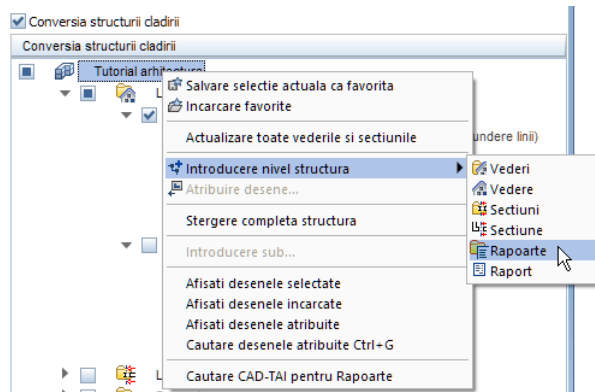 Conversia structurii cladirii
Conversia structurii cladirii
Tutorial arhitectura
L
Salvare selectie actuala ca favorita
Incarcare favorite
Actualizare toate vederile si sectiunile
undere linii)
Introducere nivel structura
Vederi
Atribuire desene...
Vedere
Sectiuni
Stergere completa structura
Sectiune
Introducere sub...
Rapoarte
Raport
Afisati desenele selectate
Afisati desenele incarcate
Afisati desenele atribuite
Cautare desenele atribuite Ctrl+G
L
Cautare CAD-TAI pentru Rapoarte